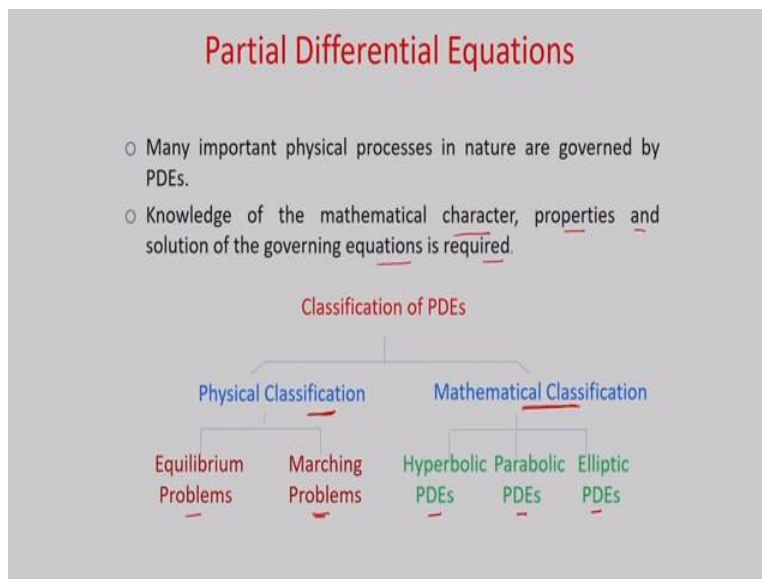 Partial Differential Equations
○ Many important physical processes in nature are governed by
PDEs.
○ Knowledge of the mathematical character, properties and
solution of the governing equations is required.
Classification of PDEs
Physical Classification Mathematical Classification
Equilibrium Marching Hyperbolic Parabolic Elliptic
Problems Problems PDEs PDEs PDEs